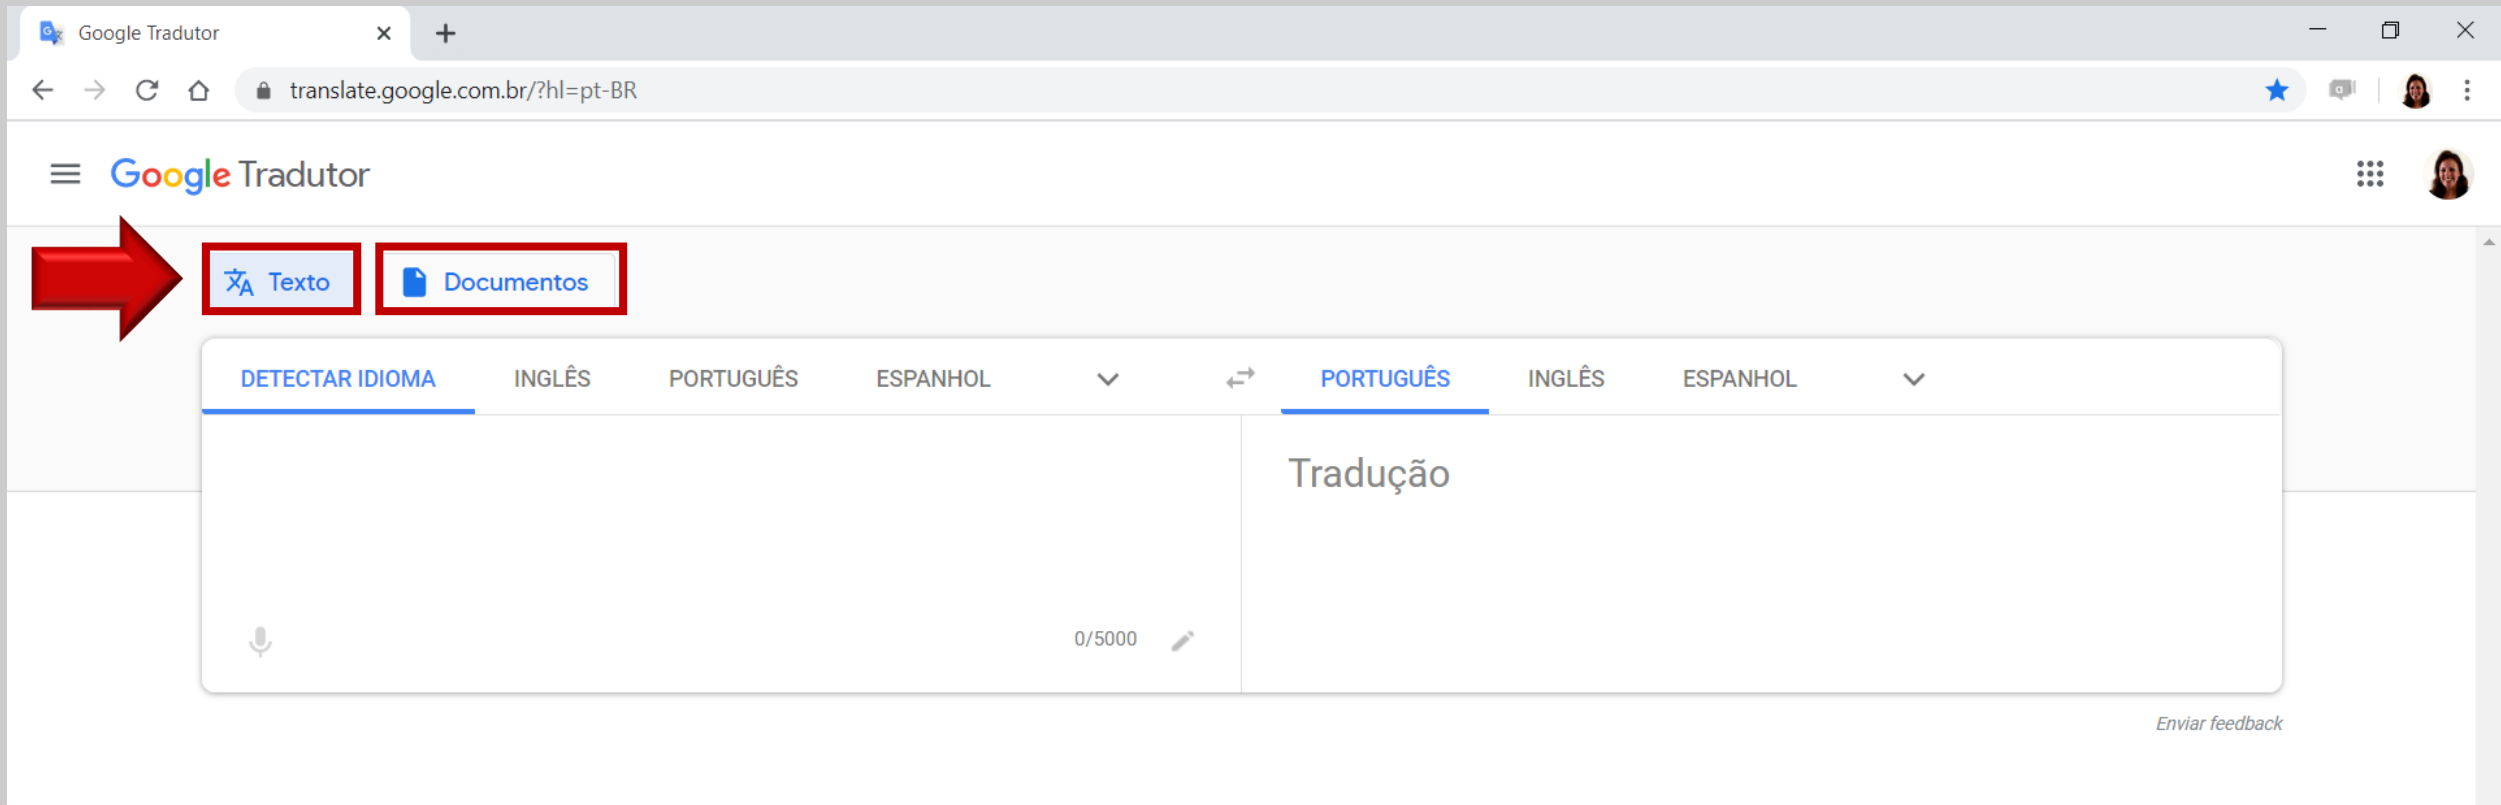 Google Tradutor
translate.google.com.br/?hl=pt-BR
Google Tradutor
Texto Documentos
DETECTAR IDIOMA INGLÊS PORTUGUÊS ESPANHOL PORTUGUÊS INGLÊS ESPANHOL
Tradução
0/5000
Enviar feedback